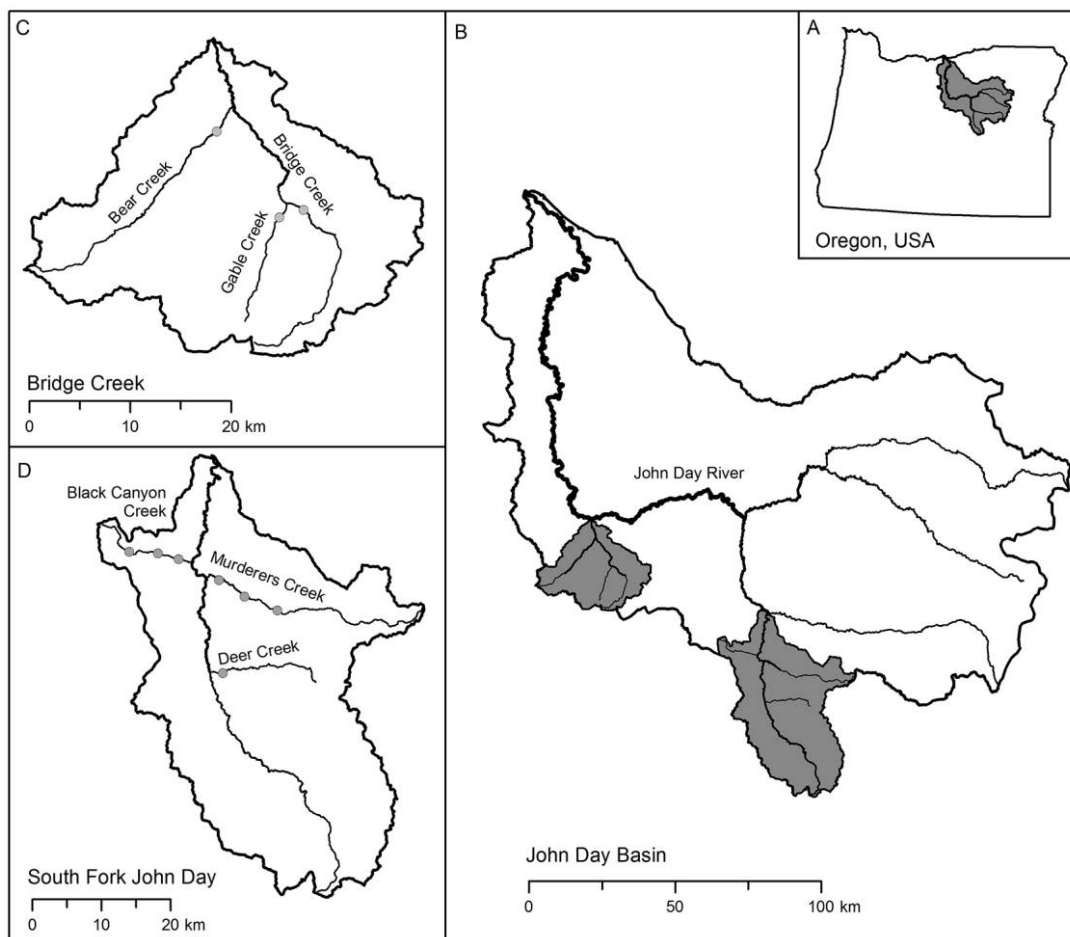 C
Bear Creek
Bridge Creek
Gable Creek
Bridge Creek
0 10 20 km
D
Black Canyon
Creek
Murderers Creek
Deer Creek
South Fork John Day
0 10 20 km
B
John Day River
John Day Basin
0 50 100 km
A
Oregon, USA